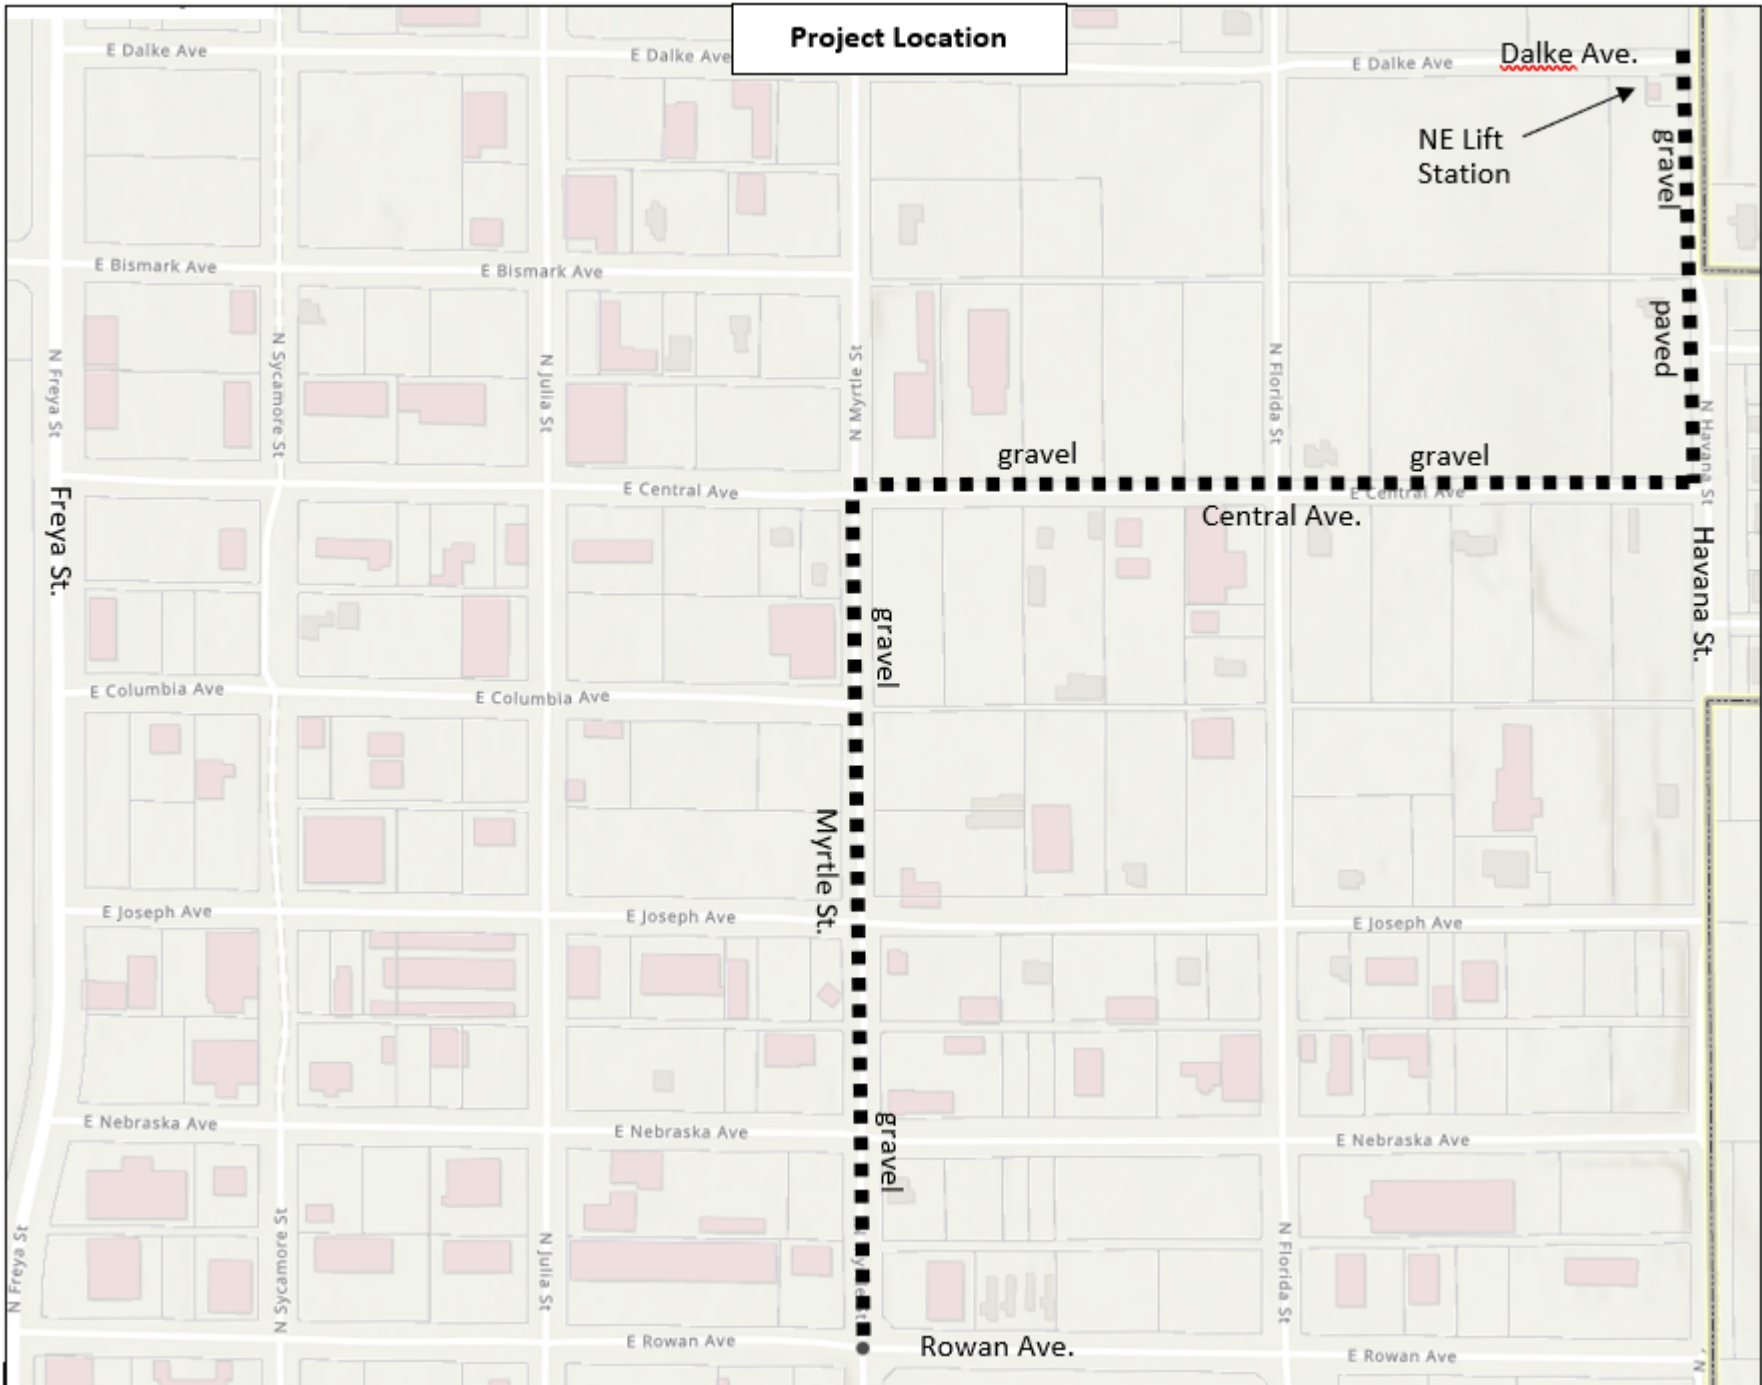 Project Location
E Dalke Ave
E Dalke Ave
E Dalke Ave
Dalke Ave.
NE Lift
Station
gravel
E Bismark Ave
E Bismark Ave
paved
N Freya St
N Sycamore St
N Julia St
N Myrtle St
N Florida St
N Havana St
gravel
gravel
E Central Ave
E Central Ave
Central Ave.
Freya St.
Havana St.
gravel
E Columbia Ave
E Columbia Ave
Myrtle St.
E Joseph Ave
E Joseph Ave
E Joseph Ave
E Nebraska Ave
E Nebraska Ave
E Nebraska Ave
gravel
N Freya St
N Sycamore St
N Julia St
N Florida St
E Rowan Ave
Rowan Ave.
E Rowan Ave
N